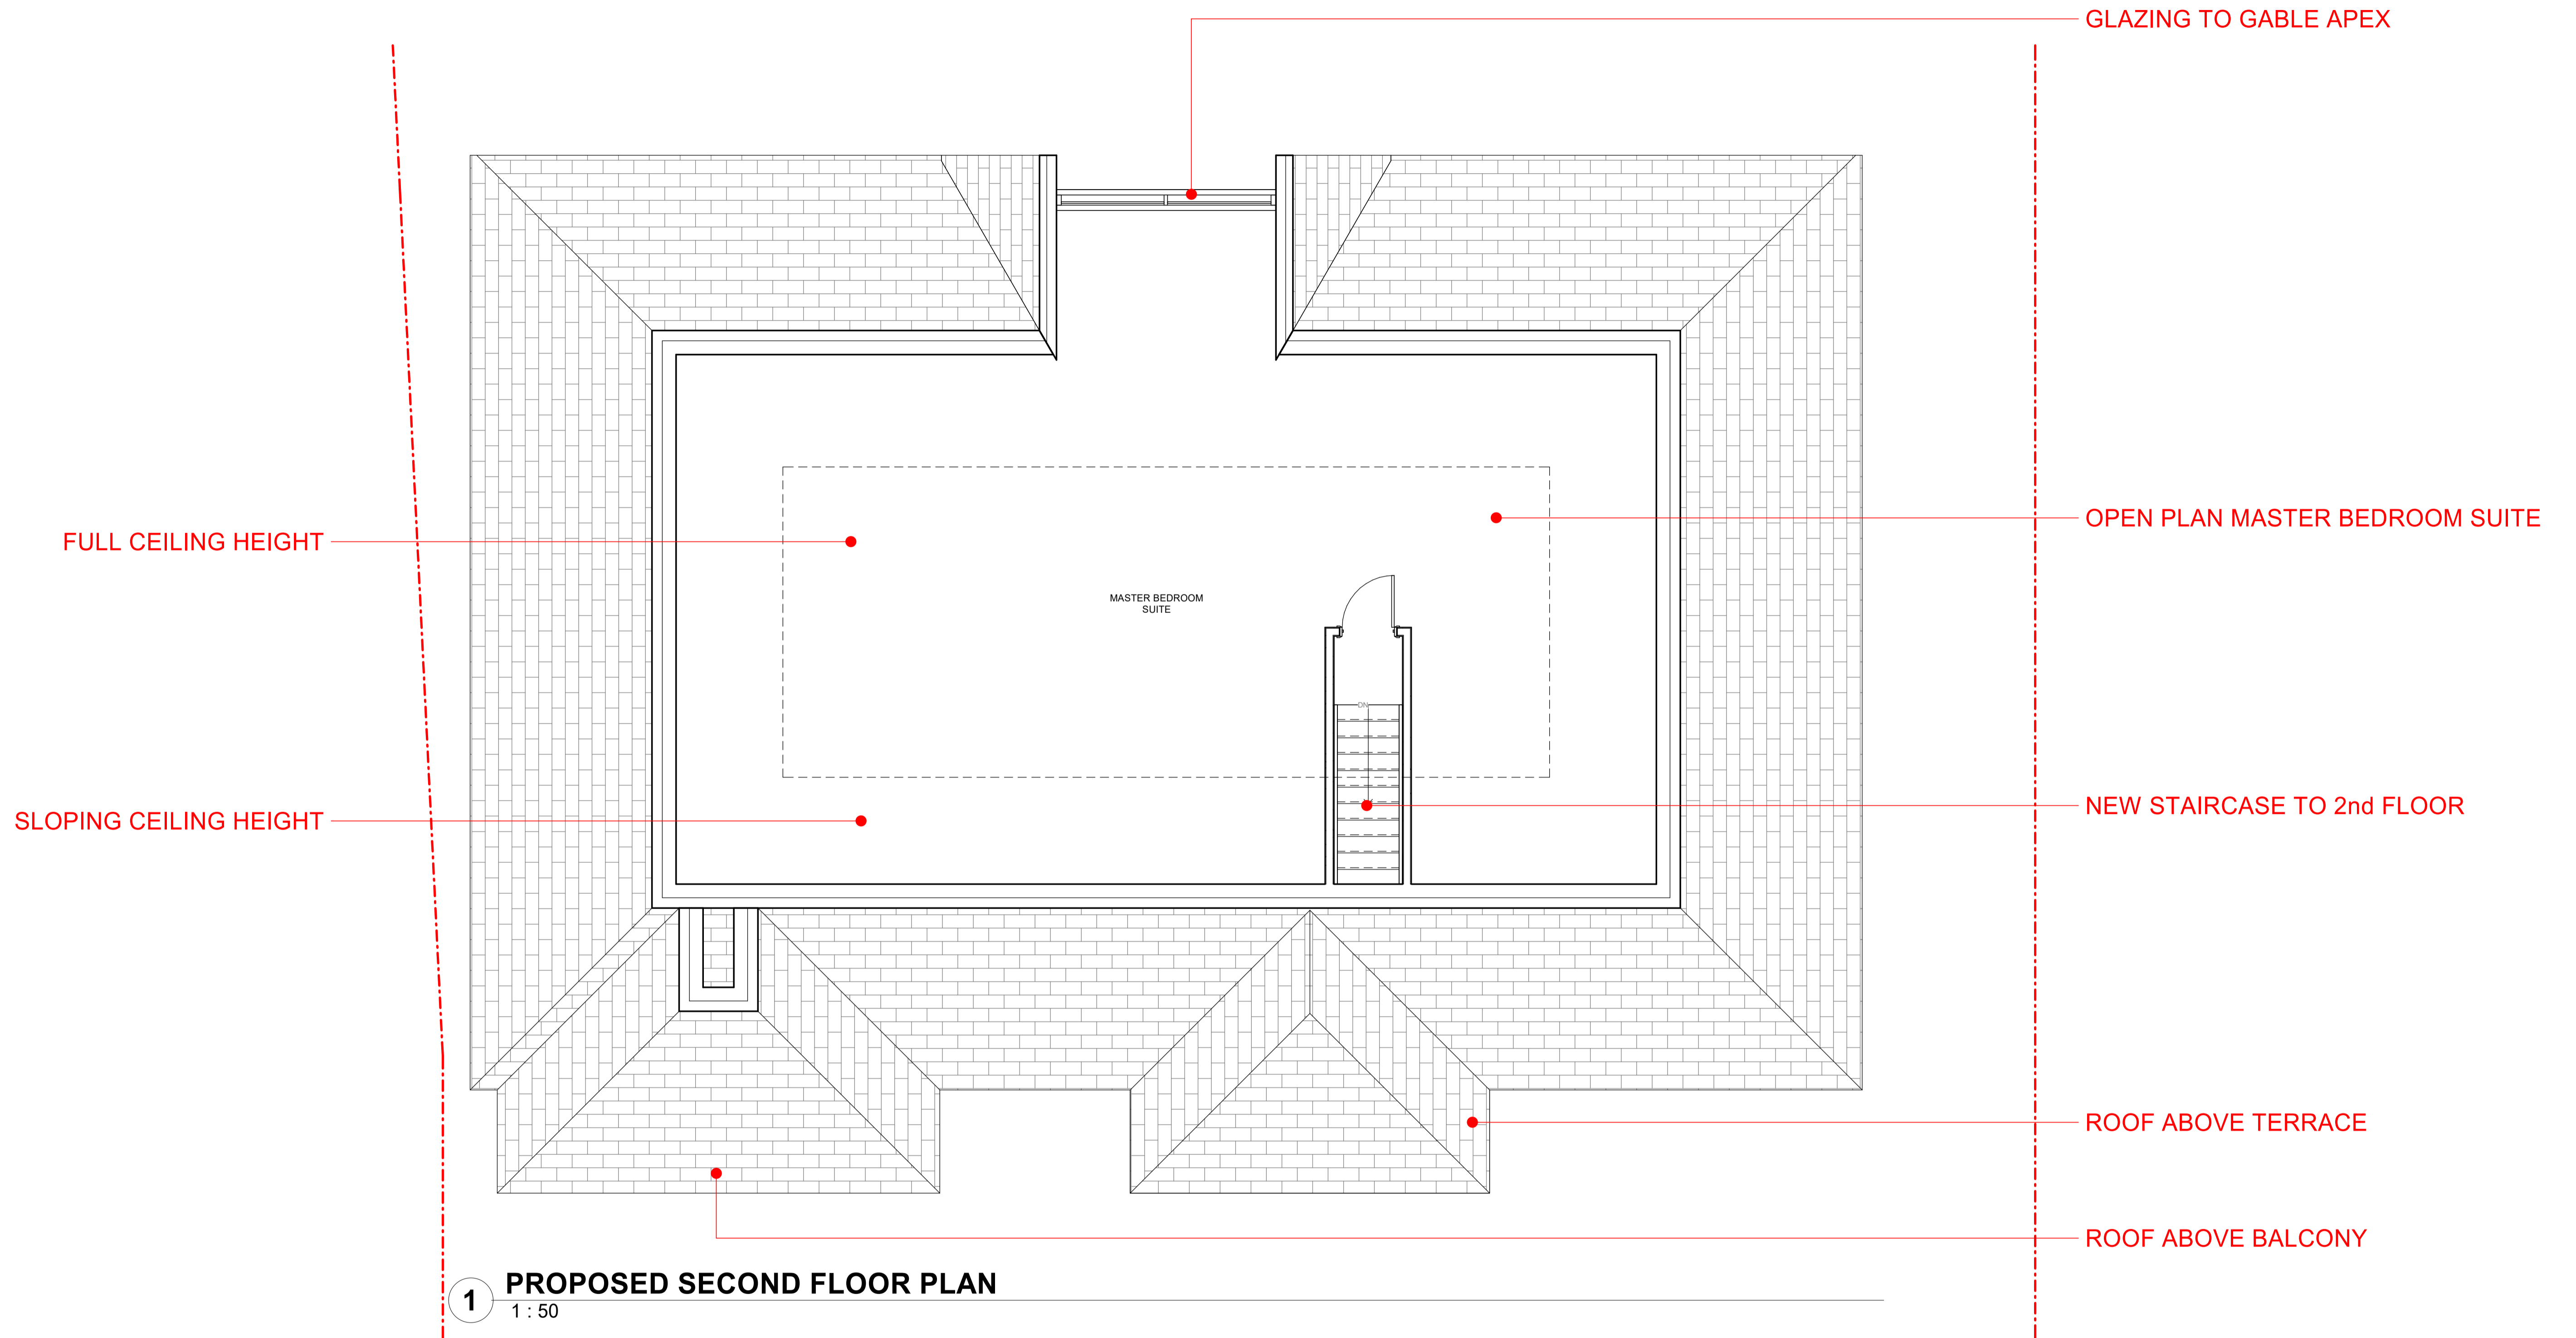 GLAZING TO GABLE APEX
OPEN PLAN MASTER BEDROOM SUITE
FULL CEILING HEIGHT
MASTER BEDROOM
SUITE
DN
NEW STAIRCASE TO 2nd FLOOR
SLOPING CEILING HEIGHT
ROOF ABOVE TERRACE
ROOF ABOVE BALCONY
1
PROPOSED SECOND FLOOR PLAN
1 : 50